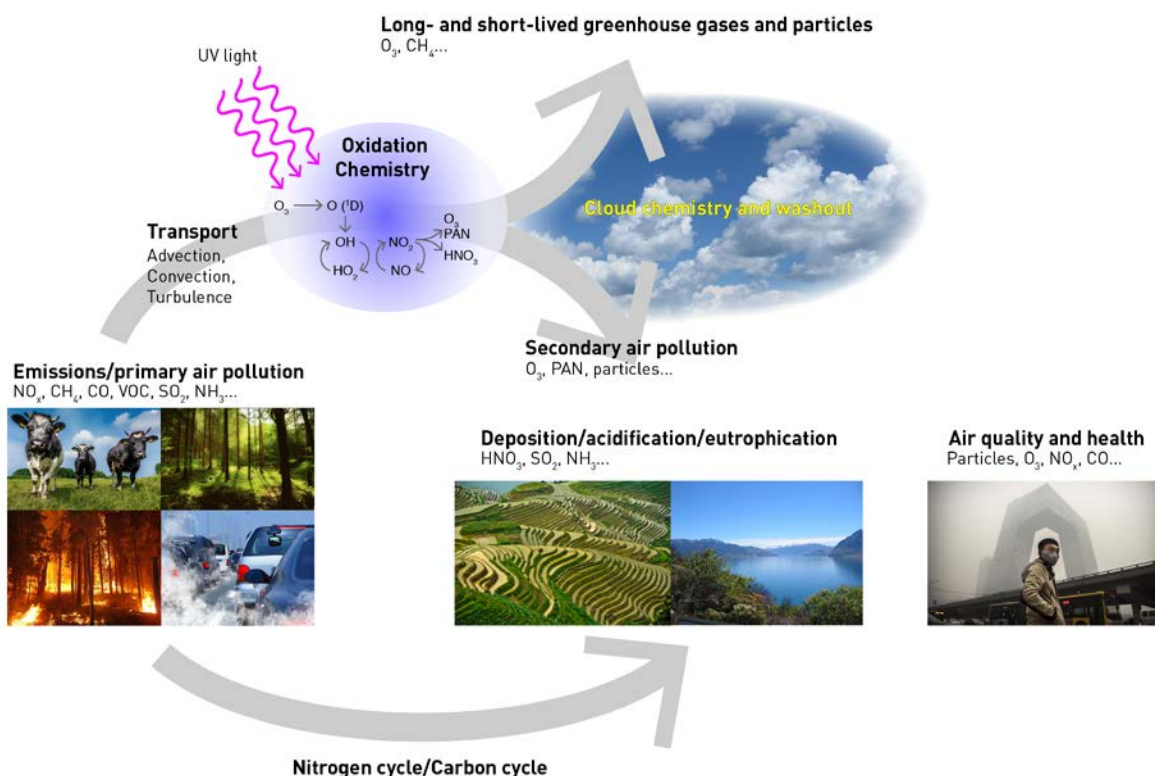 Long- and short-lived greenhouse gases and particles
O₃, CH₄...
UV light
Oxidation
Chemistry
O₃ O (¹D)
O₃
PAN
OH NO₂
HNO₃
HO₂ NO
Cloud chemistry and washout
Transport
Advection,
Convection,
Turbulence
Secondary air pollution
O₃, PAN, particles...
Emissions/primary air pollution
NOₓ, CH₄, CO, VOC, SO₂, NH₃...
Deposition/acidification/eutrophication
HNO₃, SO₂, NH₃...
Air quality and health
Particles, O₃, NOₓ, CO...
Nitrogen cycle/Carbon cycle